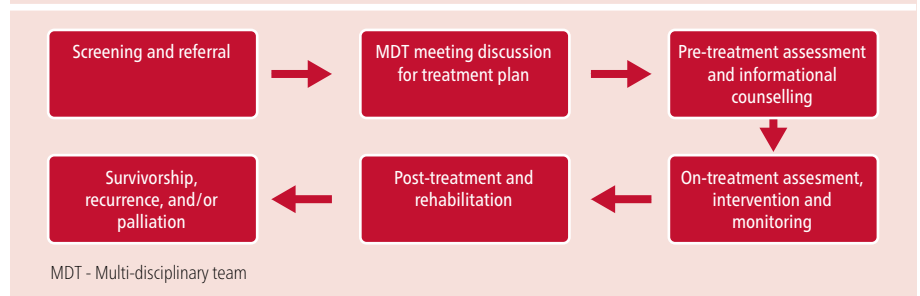 Screening and referral
MDT meeting discussion
for treatment plan
Pre-treatment assessment
and informational
counselling
On-treatment assesment,
intervention and
monitoring
Post-treatment and
rehabilitation
Survivorship,
recurrence, and/or
palliation
MDT - Multi-disciplinary team